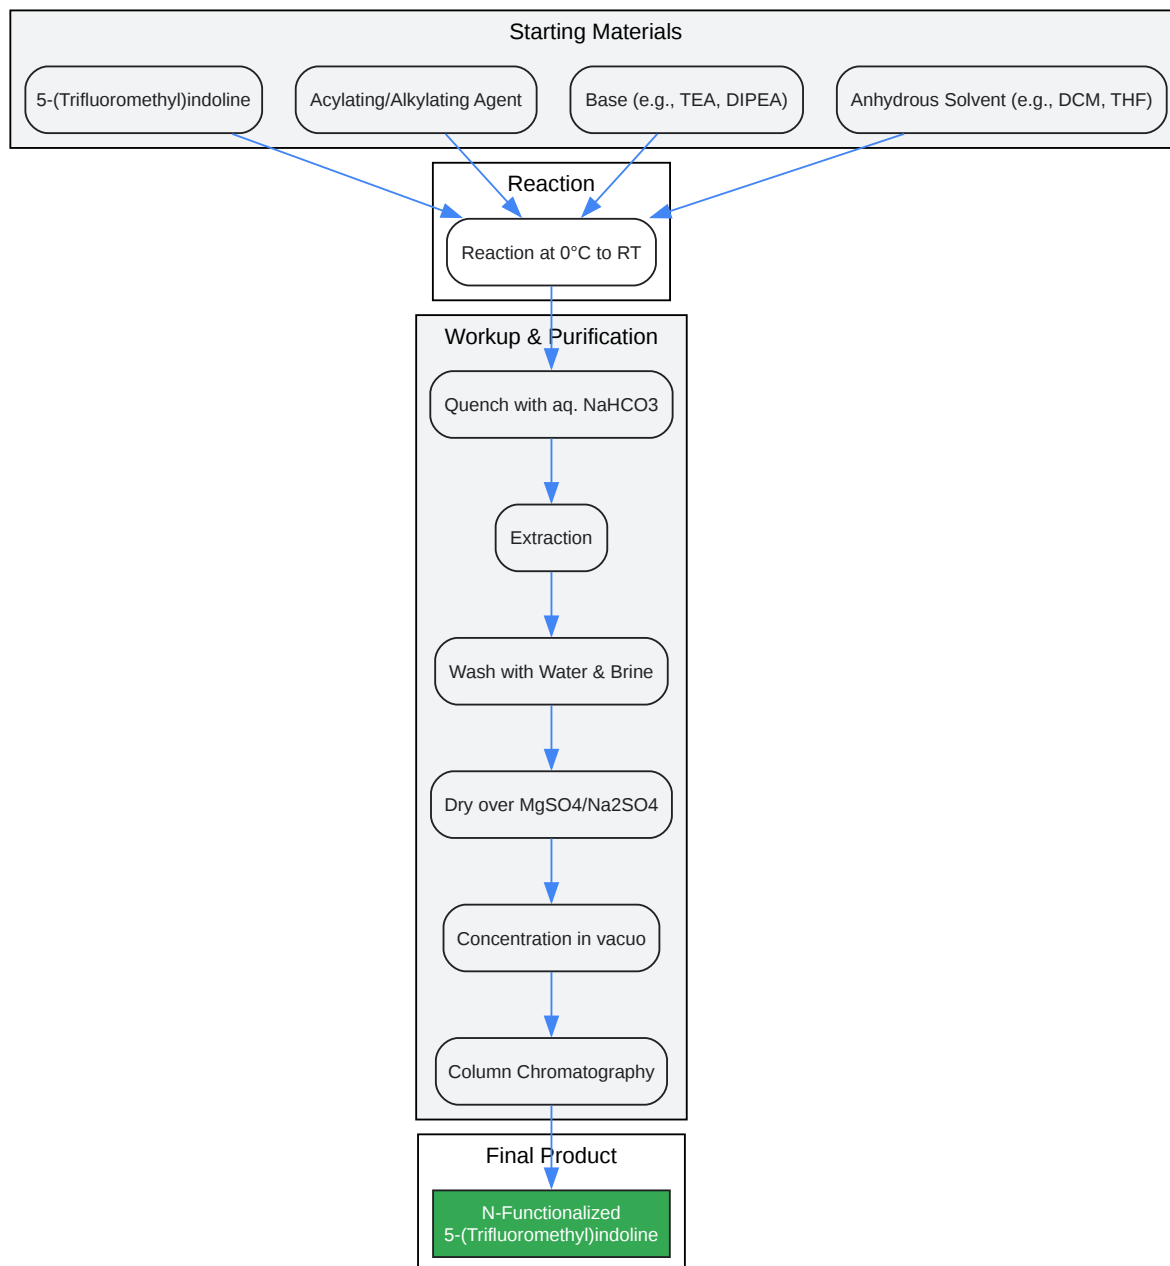 Starting Materials
5-(Trifluoromethyl)indoline
Acylating/Alkylating Agent
Base (e.g., TEA, DIPEA)
Anhydrous Solvent (e.g., DCM, THF)
Reaction
Reaction at 0°C to RT
Workup & Purification
Quench with aq. NaHCO3
Extraction
Wash with Water & Brine
Dry over MgSO4/Na2SO4
Concentration in vacuo
Column Chromatography
Final Product
N-Functionalized
5-(Trifluoromethyl)indoline